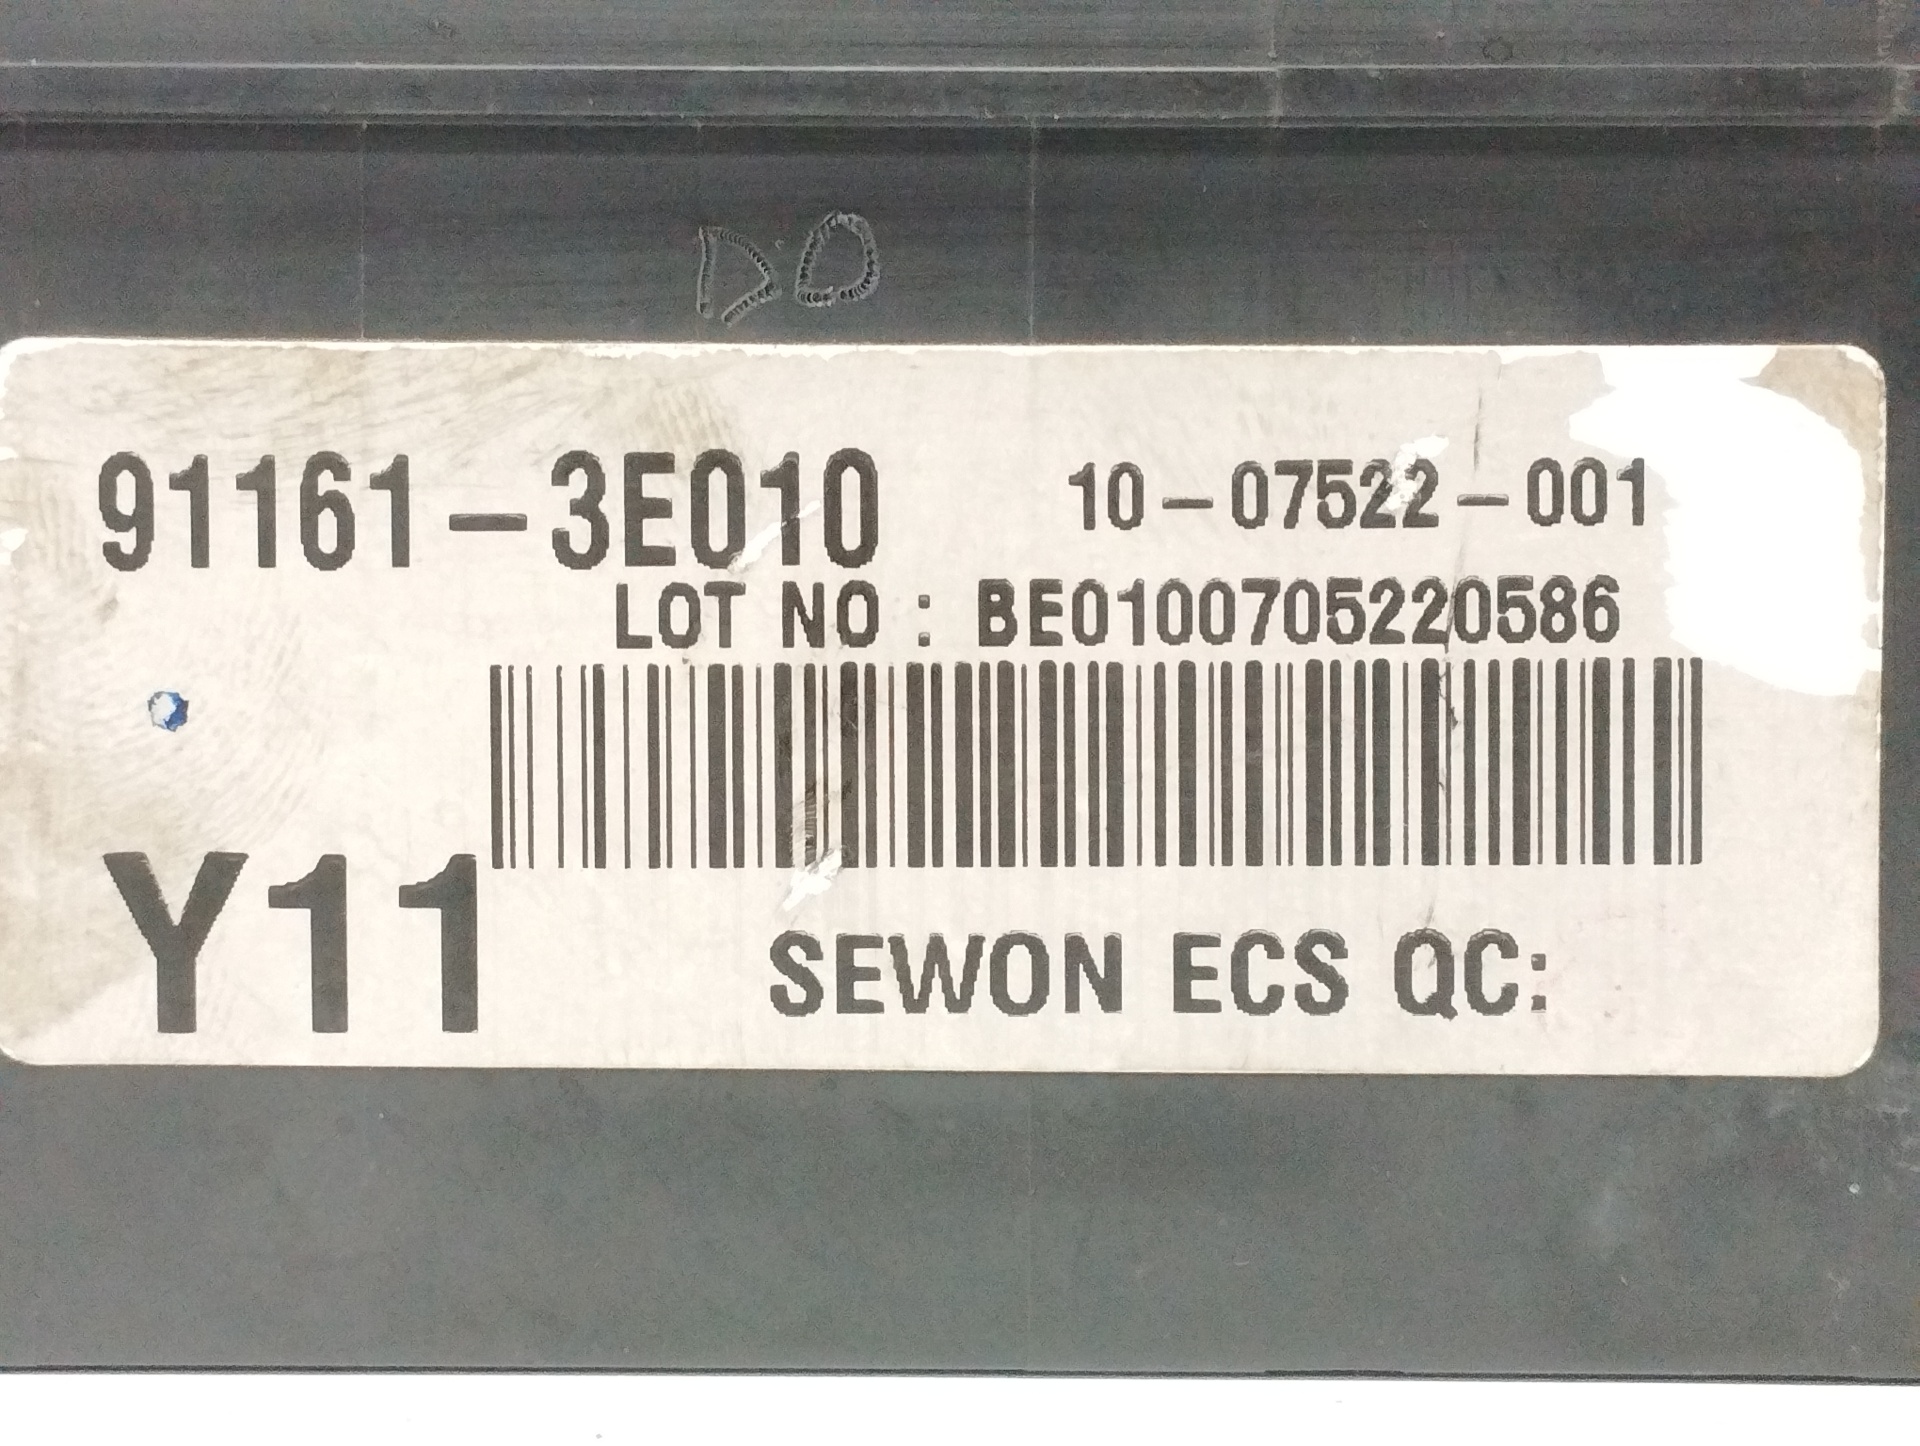 DO
91161-3E010 10-07522-001
LOT NO : BE0100705220586
Y11
SEWON ECS QC: